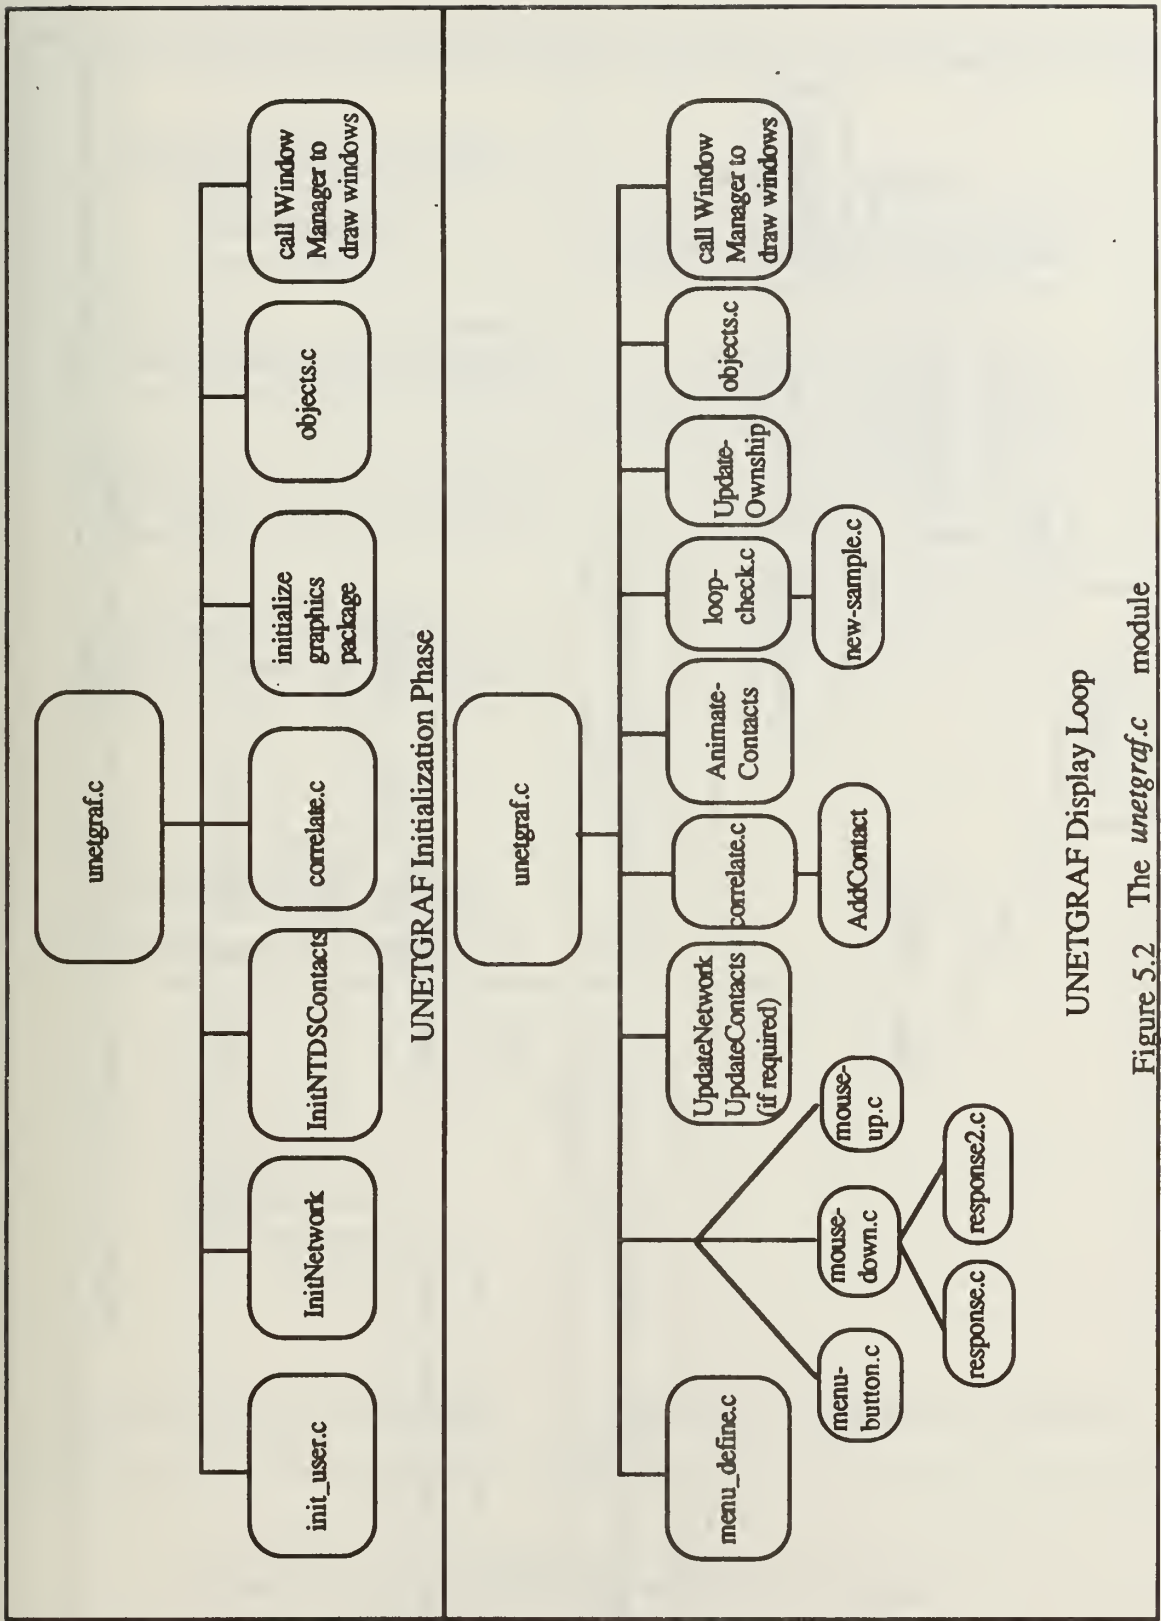 unetgraf.c
init_user.c
InitNetwork
InitNTDSContacts
correlate.c
initialize
graphics
package
objects.c
call Window
Manager to
draw windows
UNETGRAF Initialization Phase
unetgraf.c
menu_define.c
menu-
button.c
mouse-
down.c
mouse-
up.c
response.c
response2.c
UpdateNetwork
UpdateContacts
(if required)
correlate.c
AddContact
Animate-
Contacts
loop-
check.c
new-sample.c
Update-
Ownship
objects.c
call Window
Manager to
draw windows
UNETGRAF Display Loop
Figure 5.2 The unetgraf.c module